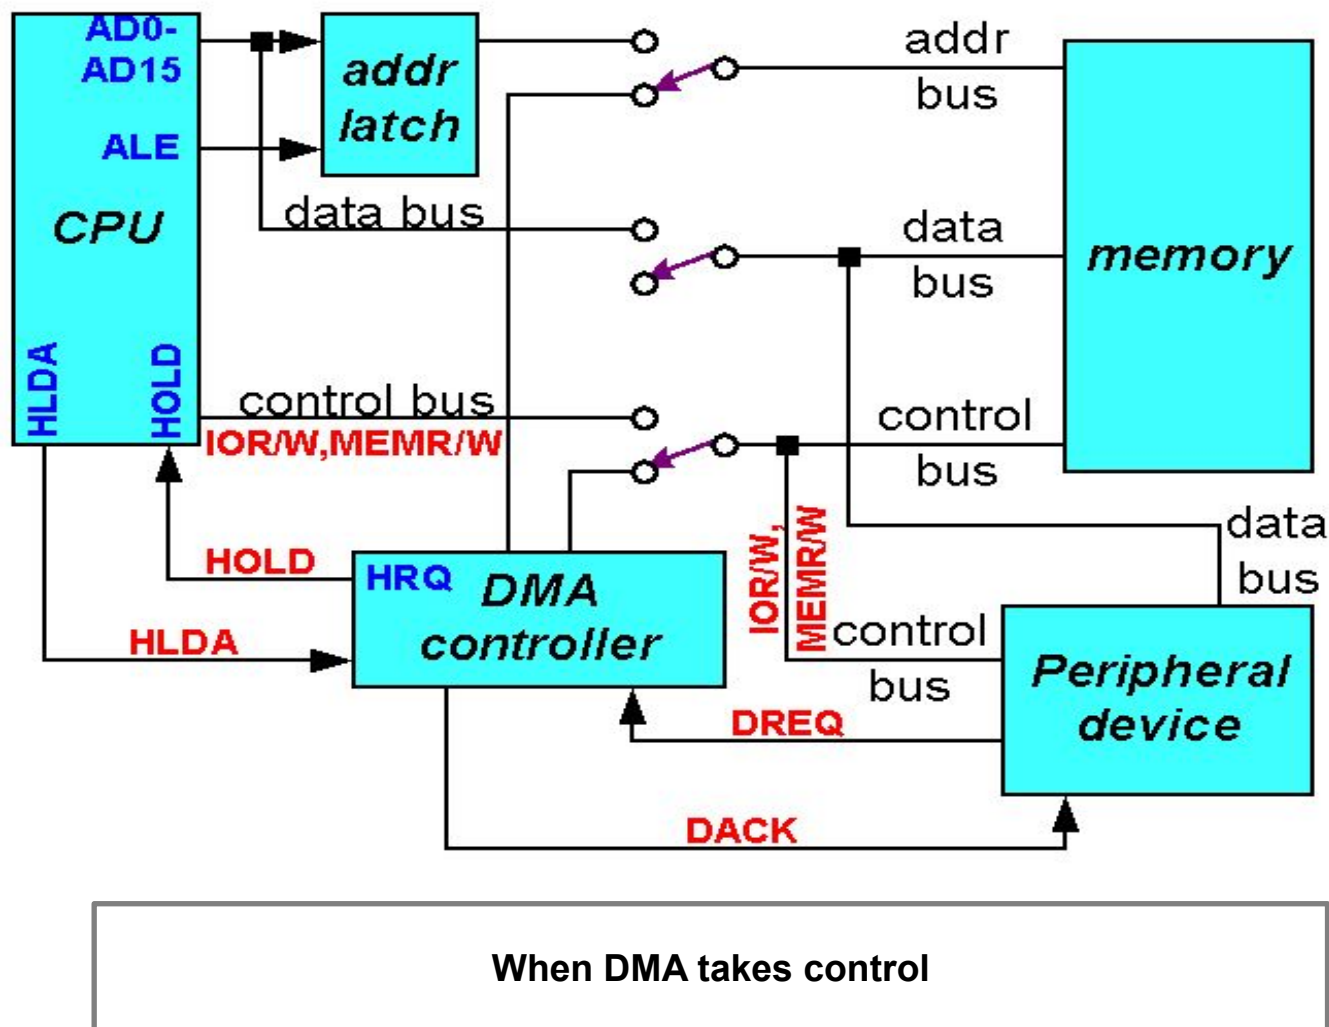 AD0-
AD15
ALE
CPU
HLDA
HOLD
addr
latch
data bus
control bus
IOR/W,MEMR/W
addr
bus
data
bus
control
bus
memory
HOLD
HLDA
HRQ
DMA
controller
IOR/W,
MEMR/W
control
bus
data
bus
Peripheral
device
DREQ
DACK
When DMA takes control